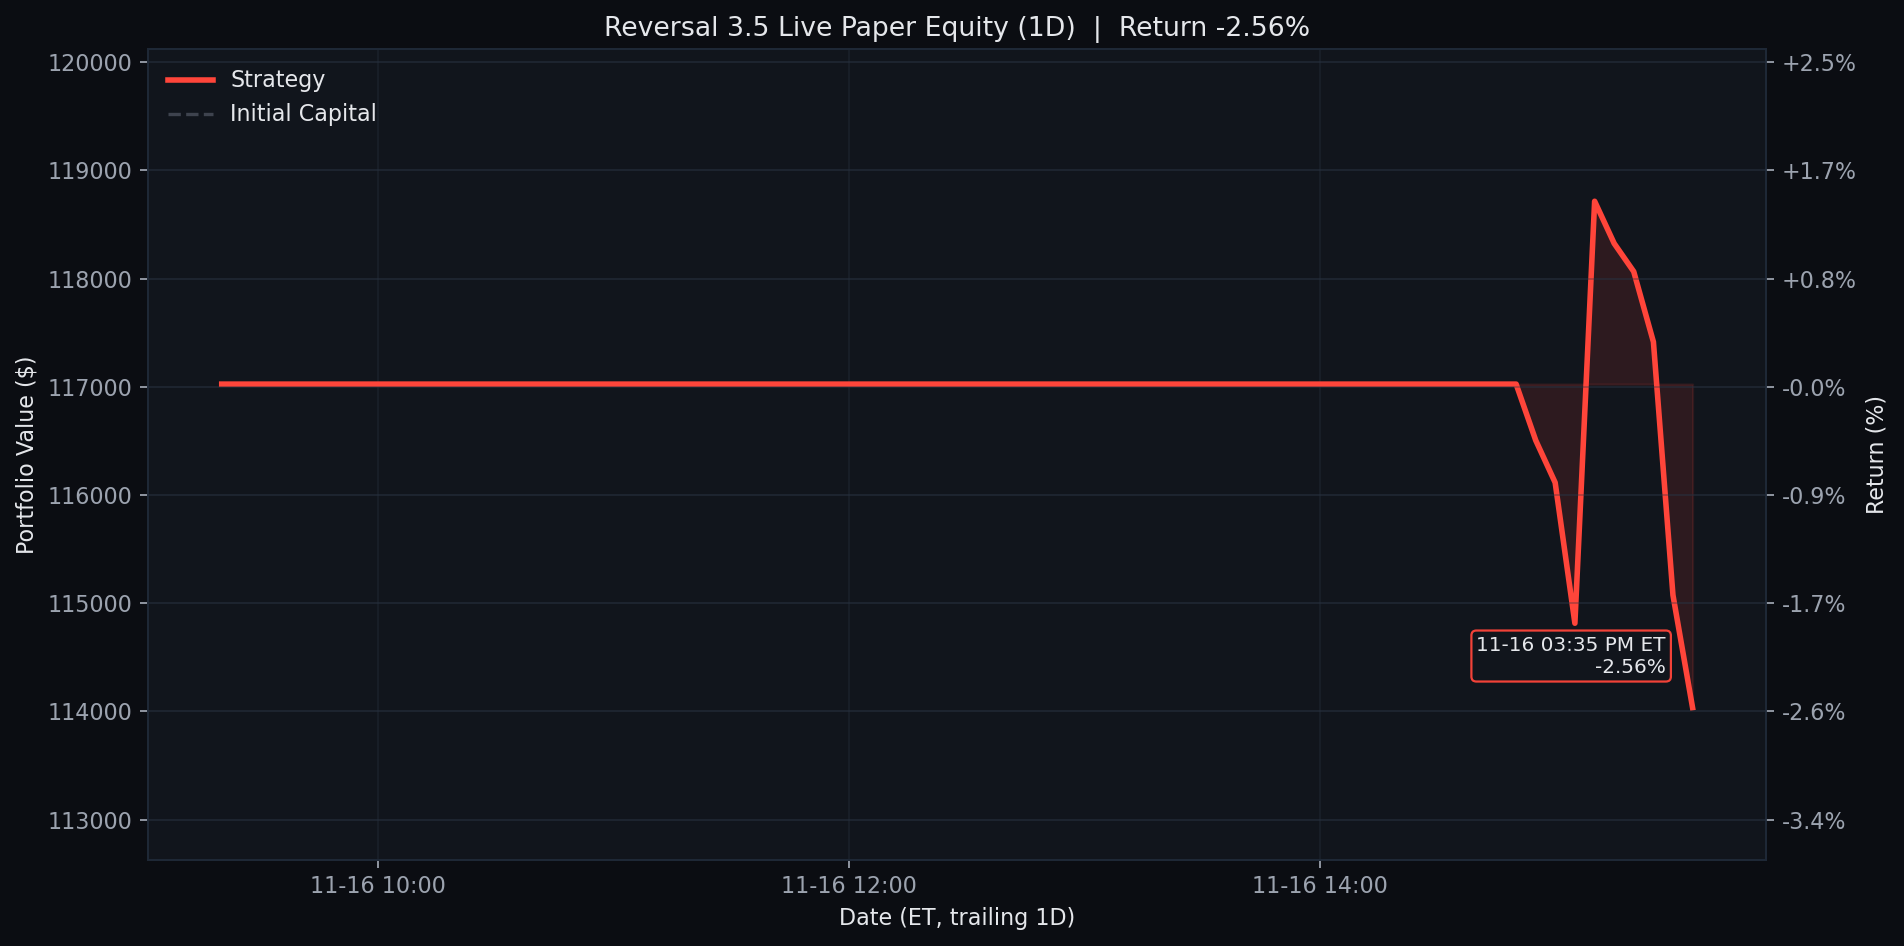 Reversal 3.5 Live Paper Equity (1D) | Return -2.56%
Strategy
Initial Capital
120000
119000
118000
117000
116000
115000
114000
113000
Portfolio Value ($)
+2.5%
+1.7%
+0.8%
-0.0%
-0.9%
-1.7%
-2.6%
-3.4%
Return (%)
11-16 03:35 PM ET
-2.56%
11-16 10:00
11-16 12:00
11-16 14:00
Date (ET, trailing 1D)